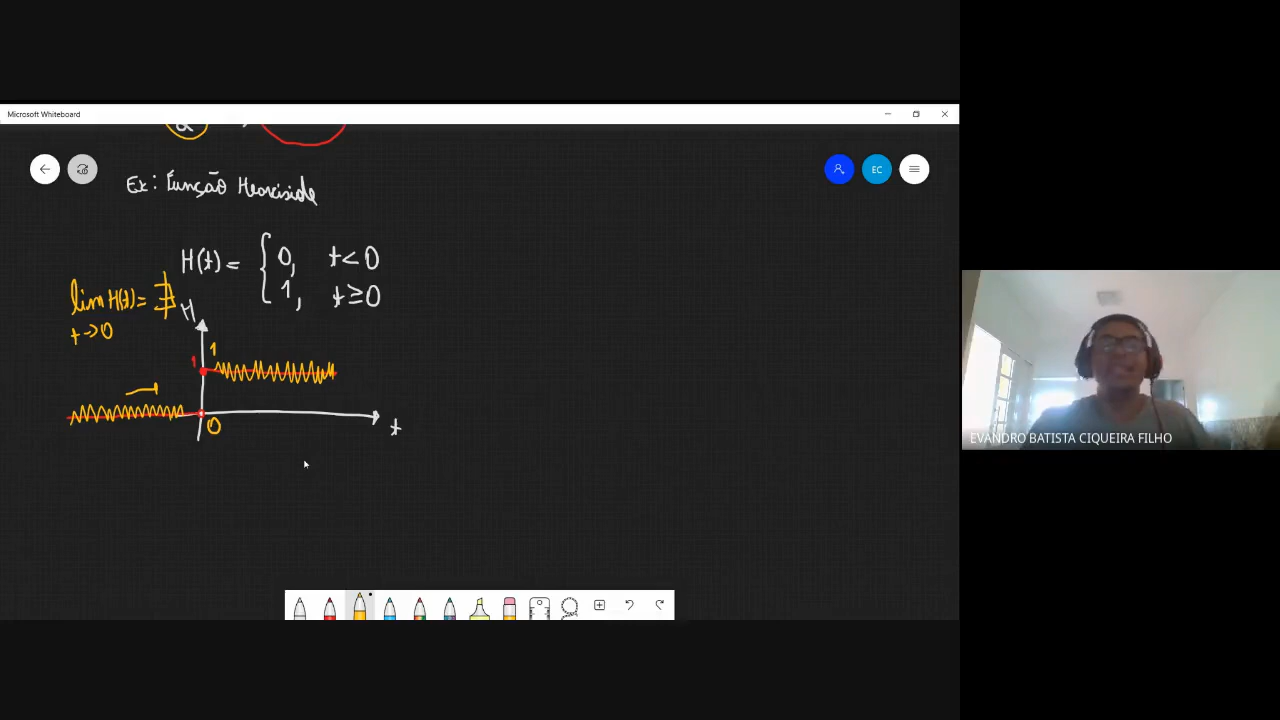 Microsoft Whiteboard
EC
Ex: Função Heaviside
H(t) = { 0, t < 0
1, t ≥ 0
lim H(t) = ∄
t→0
H
1
1
0
t
EVANDRO BATISTA CIQUEIRA FILHO